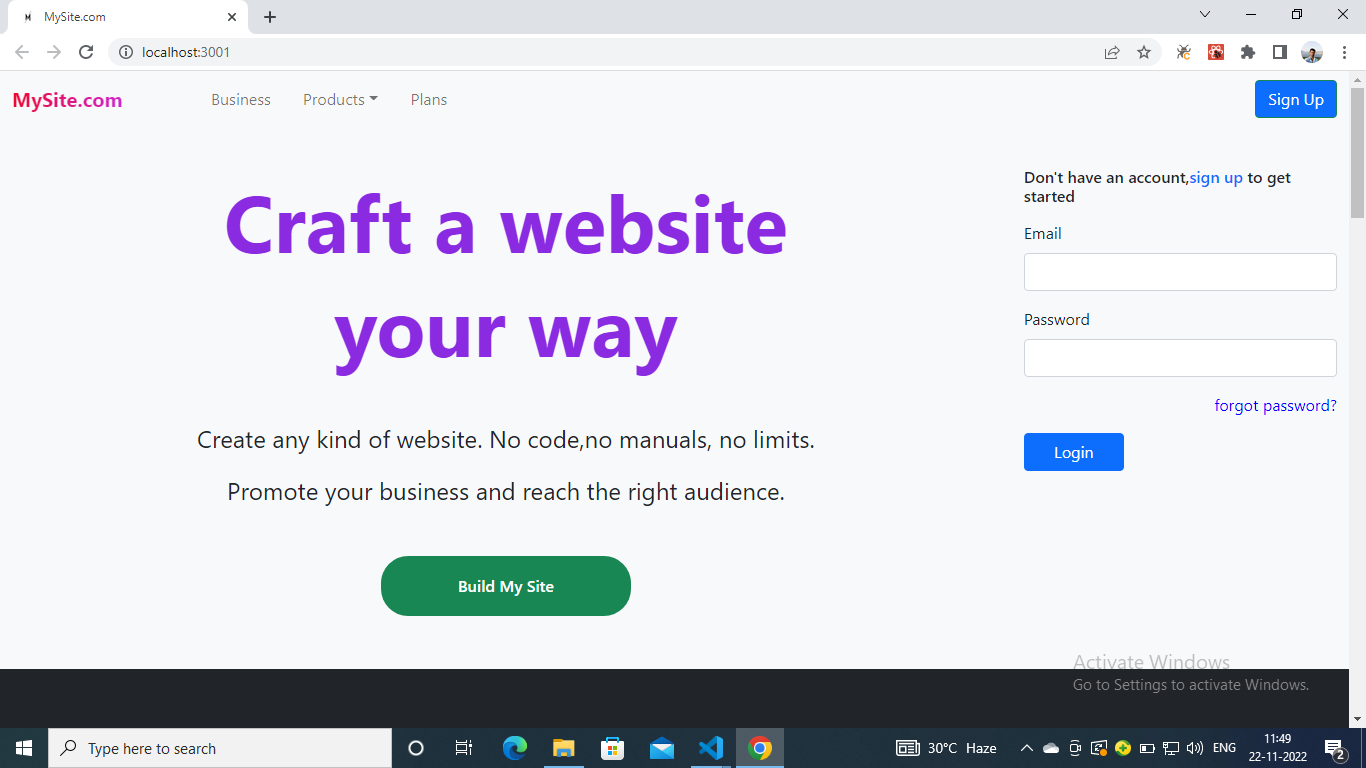 MySite.com
localhost:3001
MySite.com
Business
Products
Plans
Sign Up
Craft a website
your way
Create any kind of website. No code,no manuals, no limits.
Promote your business and reach the right audience.
Build My Site
Don't have an account,sign up to get
started
Email
Password
forgot password?
Login
Activate Windows
Go to Settings to activate Windows.
Type here to search
30°C Haze
ENG
11:49
22-11-2022
2